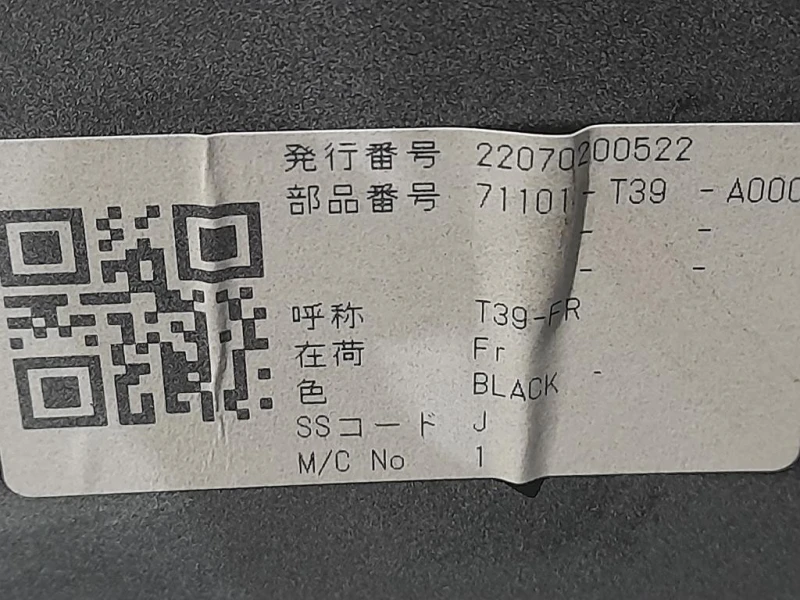 発行番号 22070200522
部品番号 71101-T39 -A000
- -
- -
呼称 T39-FR
在荷 Fr
色 BLACK -
SSコード J
M/C No 1